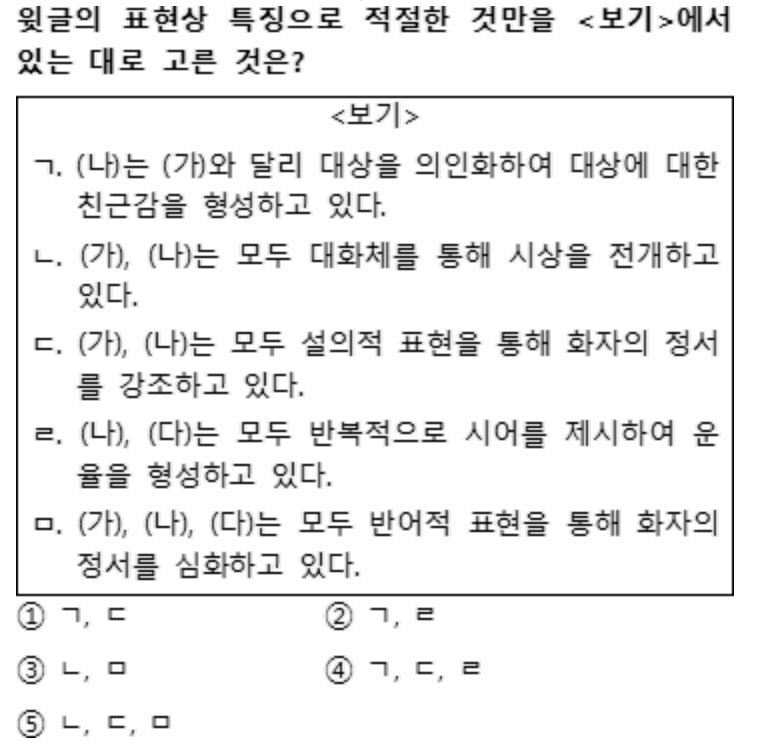 윗글의 표현상 특징으로 적절한 것만을 <보기>에서
있는 대로 고른 것은?
<보기>
ㄱ. (나)는 (가)와 달리 대상을 의인화하여 대상에 대한
친근감을 형성하고 있다.
ㄴ. (가), (나)는 모두 대화체를 통해 시상을 전개하고
있다.
ㄷ. (가), (나)는 모두 설의적 표현을 통해 화자의 정서
를 강조하고 있다.
ㄹ. (나), (다)는 모두 반복적으로 시어를 제시하여 운
율을 형성하고 있다.
ㅁ. (가), (나), (다)는 모두 반어적 표현을 통해 화자의
정서를 심화하고 있다.
① ㄱ, ㄷ ② ㄱ, ㄹ
③ ㄴ, ㅁ ④ ㄱ, ㄷ, ㄹ
⑤ ㄴ, ㄷ, ㅁ